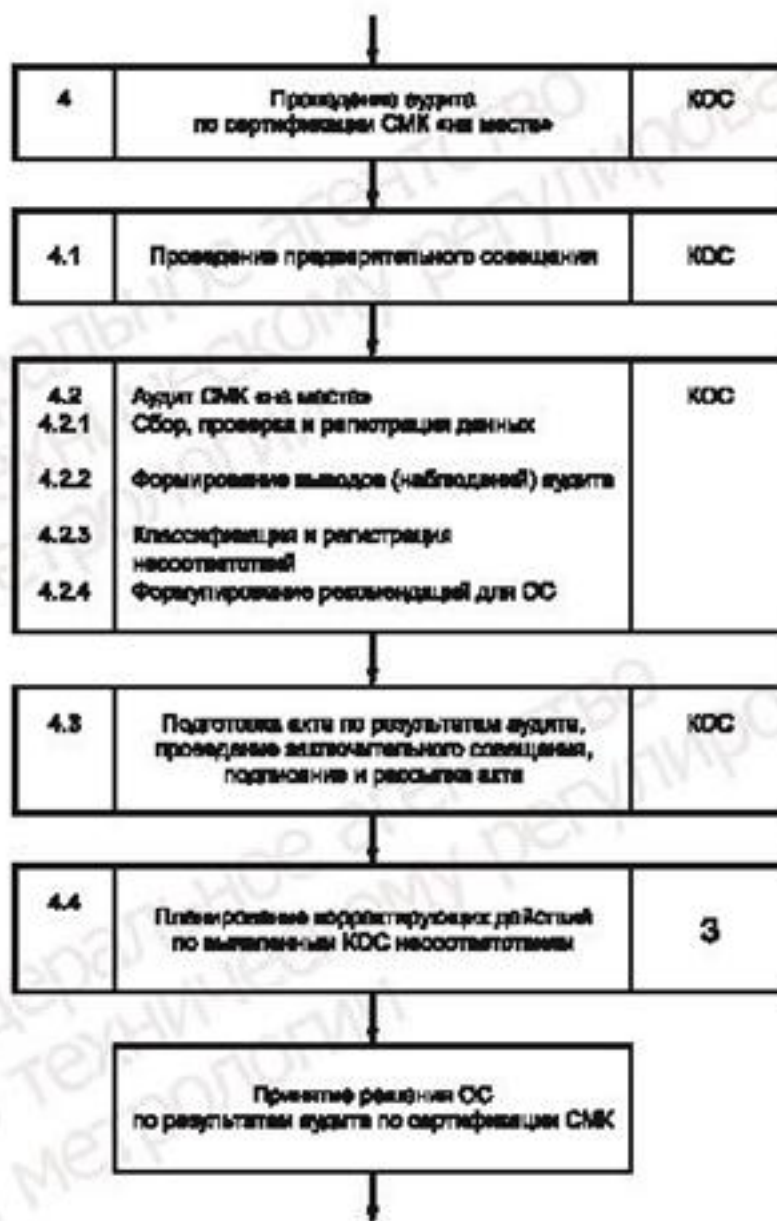 4 Проведение аудита КОС
по сертификации СМК «на месте»
4.1 Проведение предварительного совещания КОС
4.2 Аудит СМК «на месте» КОС
4.2.1 Сбор, проверка и регистрация данных
4.2.2 Формирование выводов (наблюдений) аудита
4.2.3 Классификация и регистрация
несоответствий
4.2.4 Формулирование рекомендаций для ОС
4.3 Подготовка акта по результатам аудита, КОС
проведение заключительного совещания,
подписание и рассылка акта
4.4 Планирование корректирующих действий З
по выявленным КОС несоответствиям
Принятие решения ОС
по результатам аудита по сертификации СМК
агентство
техническому регулированию
метрологии